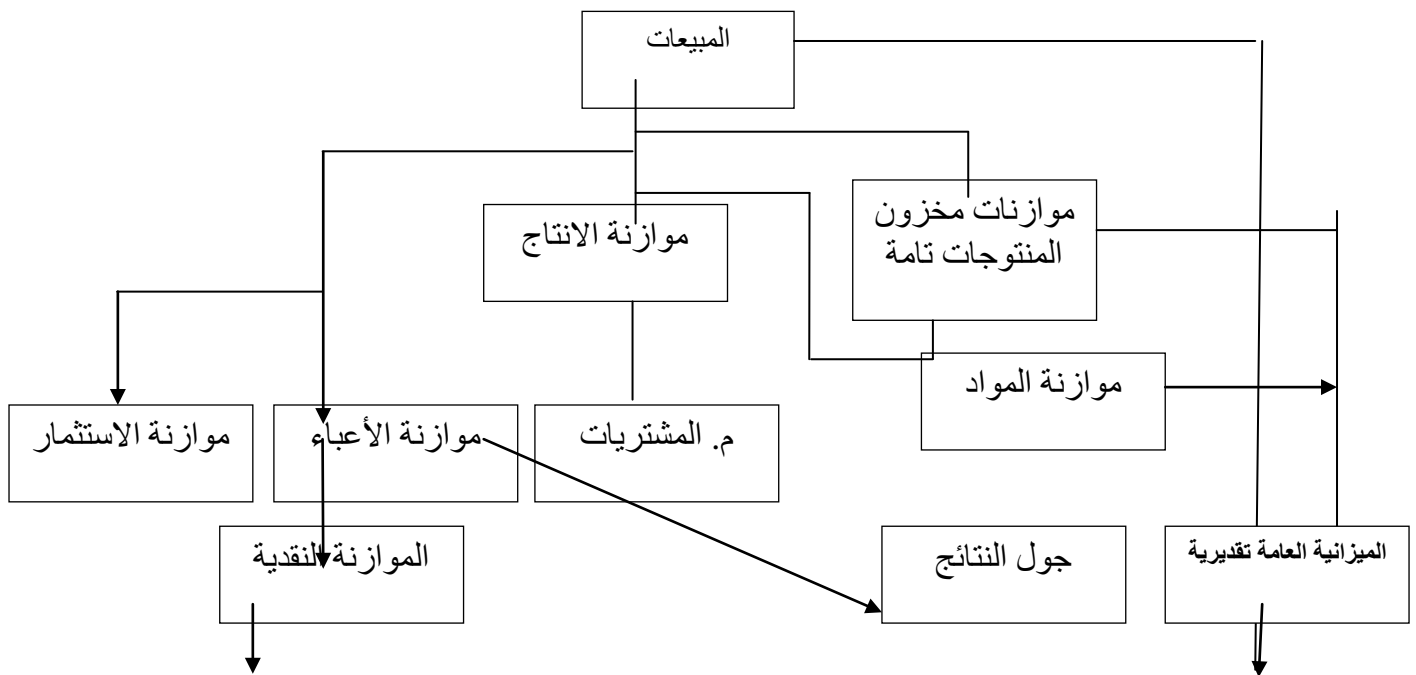 المبيعات
موازنات مخزون
المنتوجات تامة
موازنة الانتاج
موازنة المواد
م. المشتريات
موازنة الأعباء
موازنة الاستثمار
الميزانية العامة تقديرية
جول النتائج
الموازنة النقدية